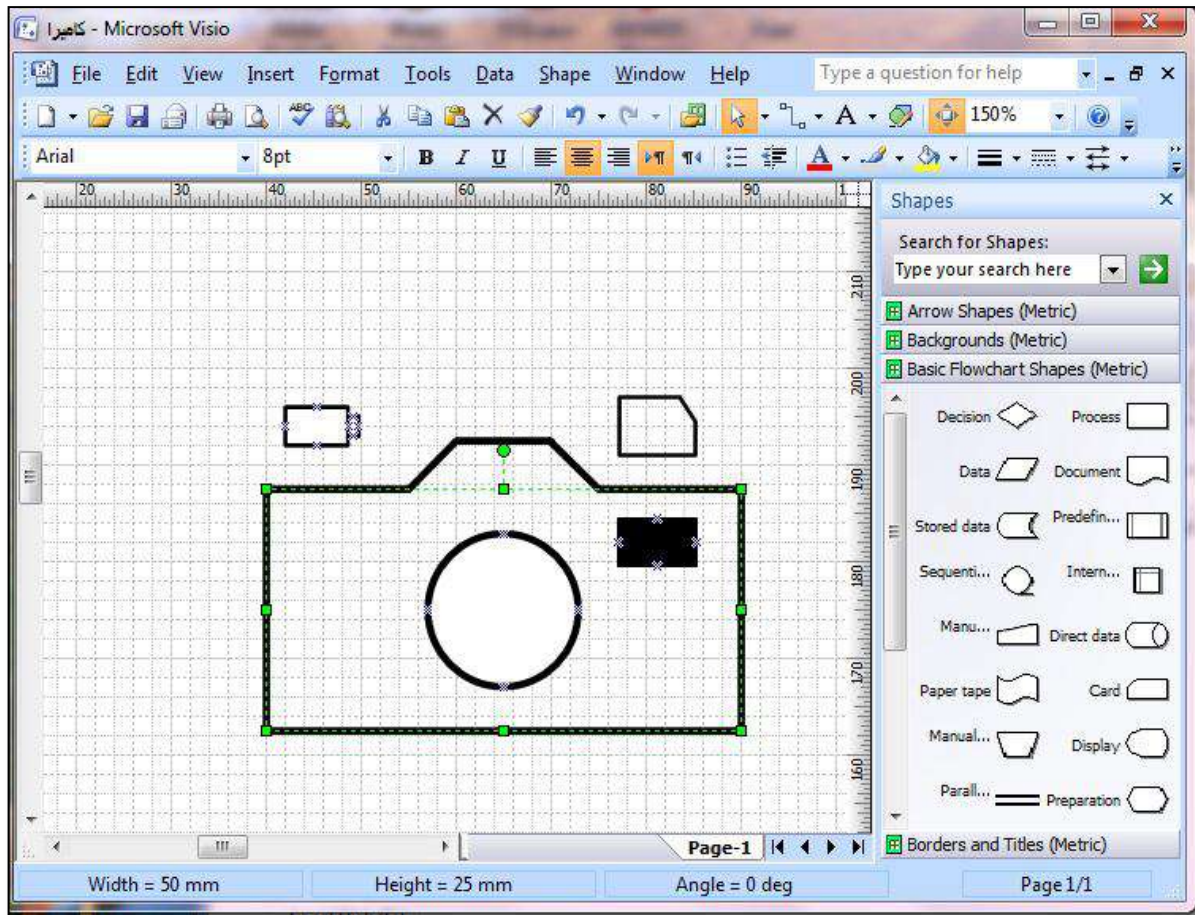 كاميرا - Microsoft Visio
File Edit View Insert Format Tools Data Shape Window Help Type a question for help
ABC A 150%
Arial 8pt B I U A
20 30 40 50 60 70 80 90 1
210
200
190
180
170
160
Shapes
Search for Shapes:
Type your search here
Arrow Shapes (Metric)
Backgrounds (Metric)
Basic Flowchart Shapes (Metric)
Decision Process
Data Document
Stored data Predefin...
Sequenti... Intern...
Manu... Direct data
Paper tape Card
Manual... Display
Parall... Preparation
Borders and Titles (Metric)
Page-1
Width = 50 mm Height = 25 mm Angle = 0 deg Page 1/1